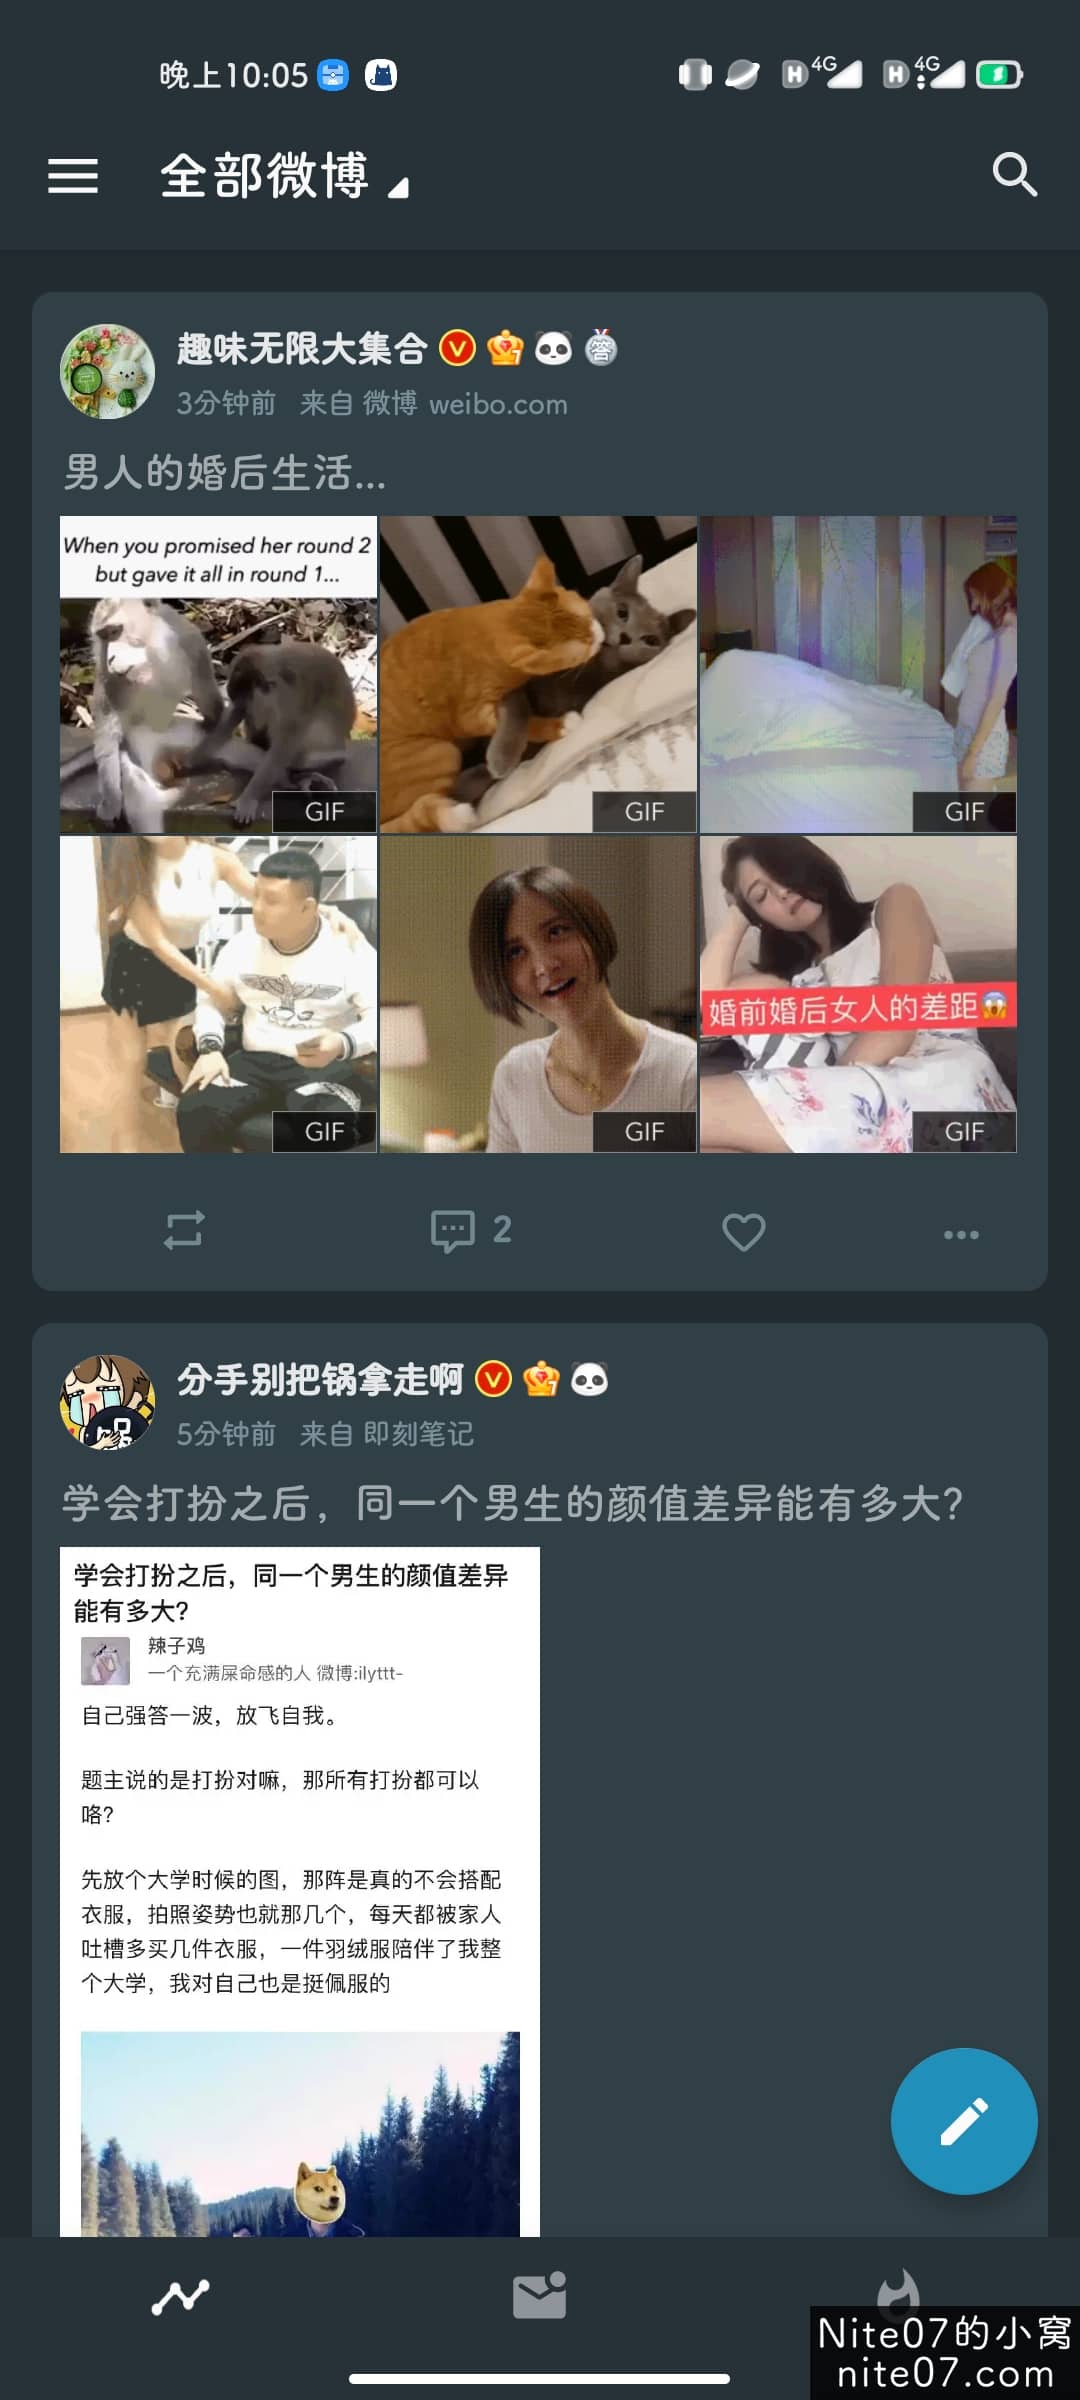 晚上10:05
4G
4G
全部微博
趣味无限大集合
答
3分钟前 来自 微博 weibo.com
男人的婚后生活...
When you promised her round 2
but gave it all in round 1...
GIF
GIF
GIF
婚前婚后女人的差距😱
GIF
GIF
GIF
2
分手别把锅拿走啊
5分钟前 来自 即刻笔记
学会打扮之后，同一个男生的颜值差异能有多大?
学会打扮之后，同一个男生的颜值差异
能有多大?
辣子鸡
一个充满屎命感的人 微博:ilyttt-
自己强答一波，放飞自我。
题主说的是打扮对嘛，那所有打扮都可以
咯?
先放个大学时候的图，那阵是真的不会搭配
衣服，拍照姿势也就那几个，每天都被家人
吐槽多买几件衣服，一件羽绒服陪伴了我整
个大学，我对自己也是挺佩服的
Nite07的小窝
nite07.com